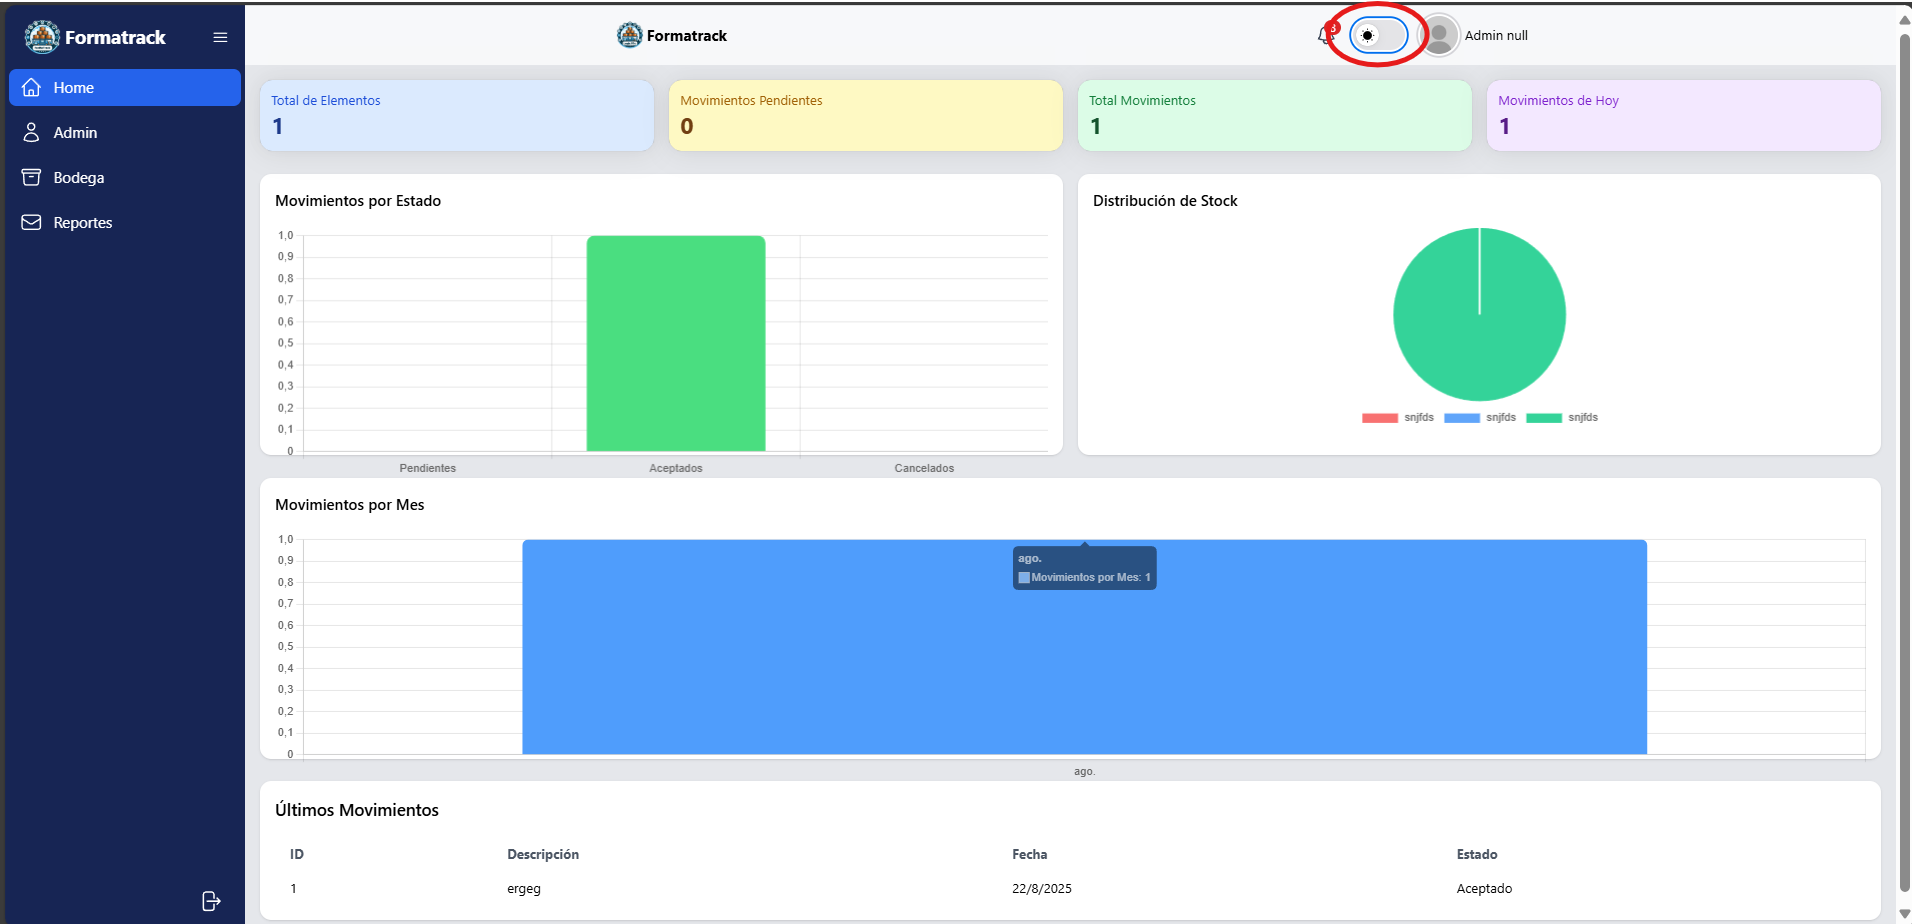 Formatrack
Home
Admin
Bodega
Reportes
Formatrack
3
Admin null
Total de Elementos
1
Movimientos Pendientes
0
Total Movimientos
1
Movimientos de Hoy
1
Movimientos por Estado
1,0
0,9
0,8
0,7
0,6
0,5
0,4
0,3
0,2
0,1
0
Pendientes Aceptados Cancelados
Distribución de Stock
snjfds snjfds snjfds
Movimientos por Mes
1,0
0,9
0,8
0,7
0,6
0,5
0,4
0,3
0,2
0,1
0
ago.
Movimientos por Mes: 1
ago.
Últimos Movimientos
ID Descripción Fecha Estado
1 ergeg 22/8/2025 Aceptado